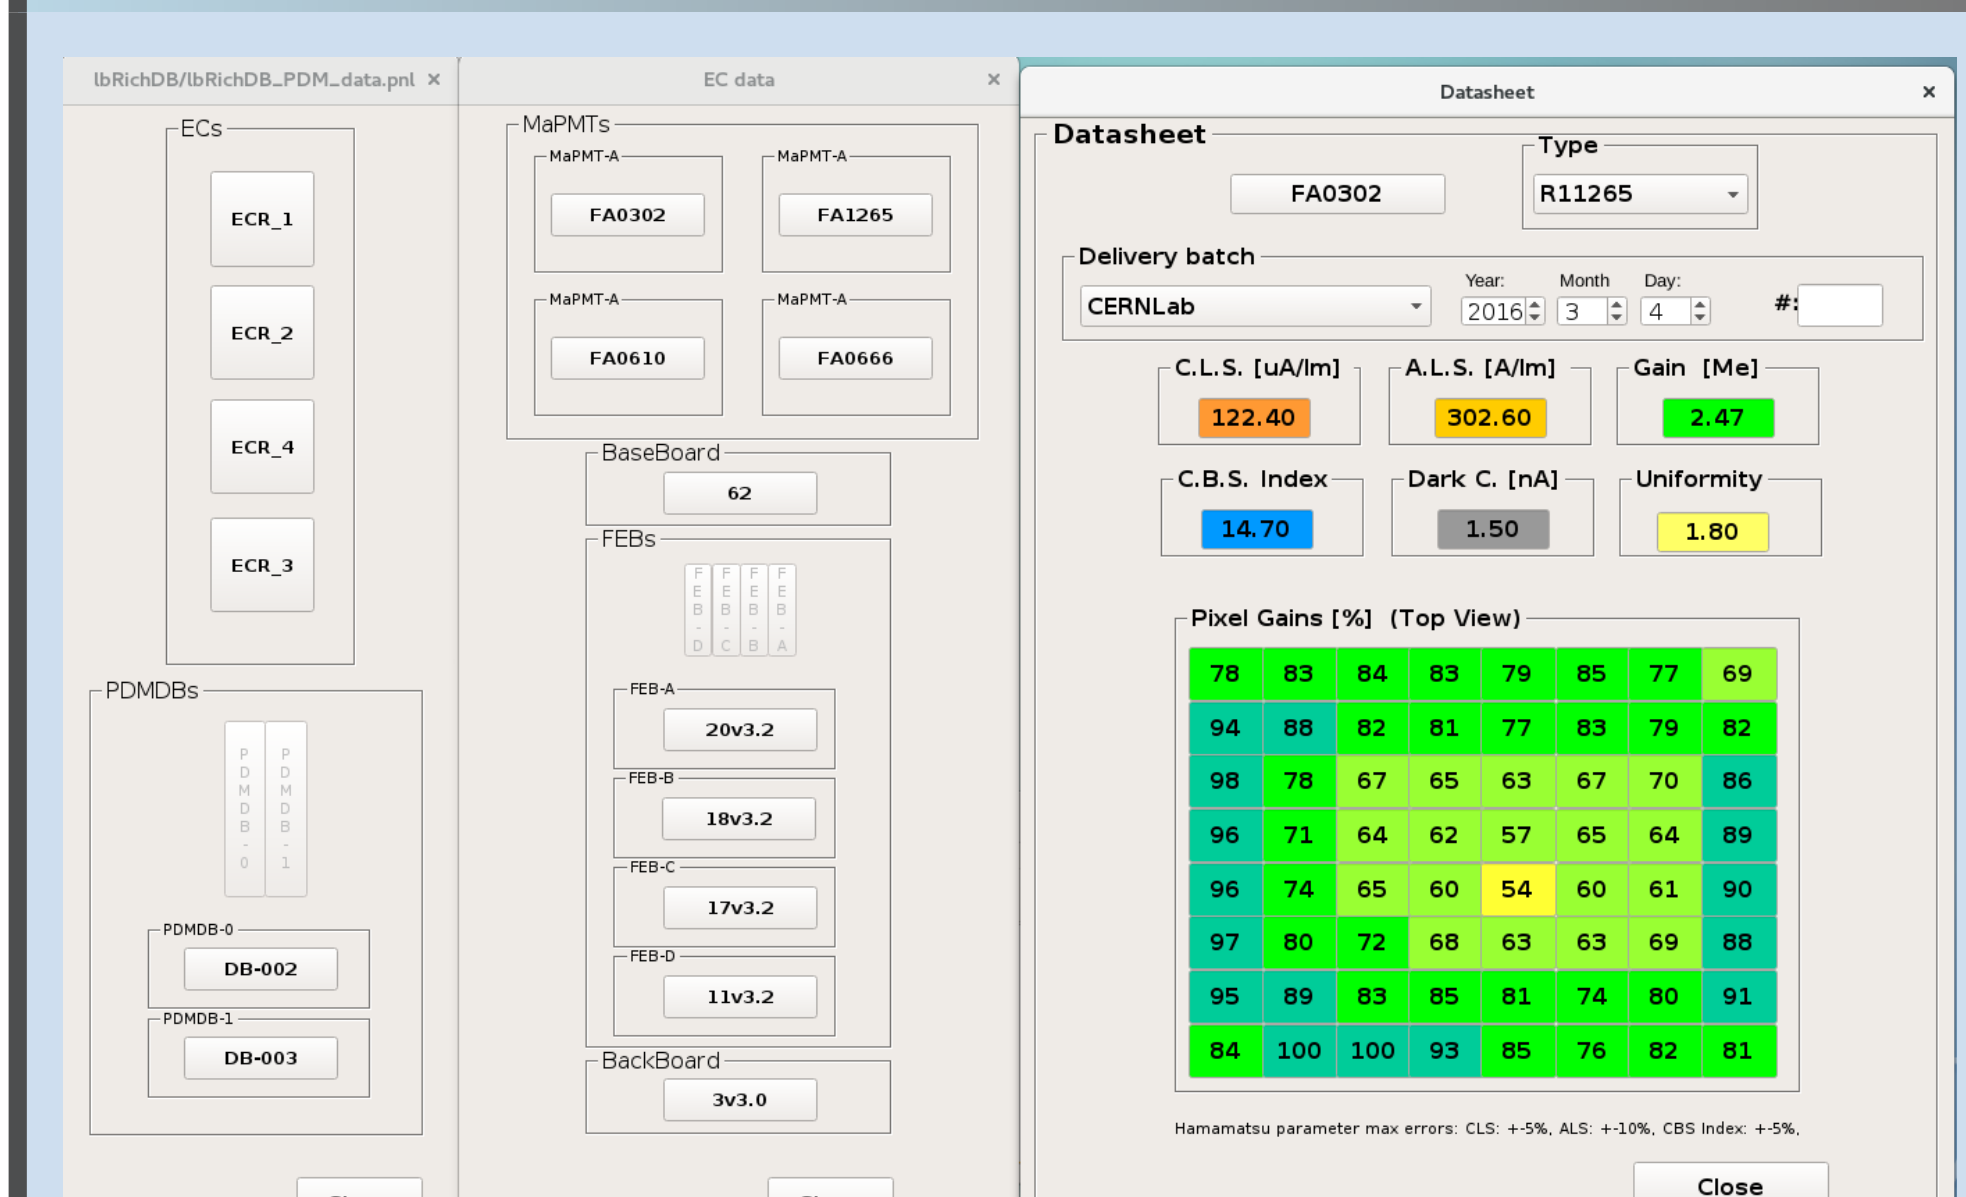 lbRichDB/lbRichDB_PDM_data.pnl ×
ECs
ECR_1
ECR_2
ECR_4
ECR_3
PDMDBs
PDMDB-0
PDMDB-1
PDMDB-0
DB-002
PDMDB-1
DB-003
EC data ×
MaPMTs
MaPMT-A MaPMT-A
FA0302 FA1265
MaPMT-A MaPMT-A
FA0610 FA0666
BaseBoard
62
FEBs
FEB-D FEB-C FEB-B FEB-A
FEB-A
20v3.2
FEB-B
18v3.2
FEB-C
17v3.2
FEB-D
11v3.2
BackBoard
3v3.0
Datasheet ×
Datasheet
Type
FA0302 R11265
Delivery batch
Year: Month Day:
CERNLab 2016 3 4 #:
C.L.S. [uA/lm] A.L.S. [A/lm] Gain [Me]
122.40 302.60 2.47
C.B.S. Index Dark C. [nA] Uniformity
14.70 1.50 1.80
Pixel Gains [%] (Top View)
78 83 84 83 79 85 77 69
94 88 82 81 77 83 79 82
98 78 67 65 63 67 70 86
96 71 64 62 57 65 64 89
96 74 65 60 54 60 61 90
97 80 72 68 63 63 69 88
95 89 83 85 81 74 80 91
84 100 100 93 85 76 82 81
Hamamatsu parameter max errors: CLS: +-5%, ALS: +-10%, CBS Index: +-5%,
Close